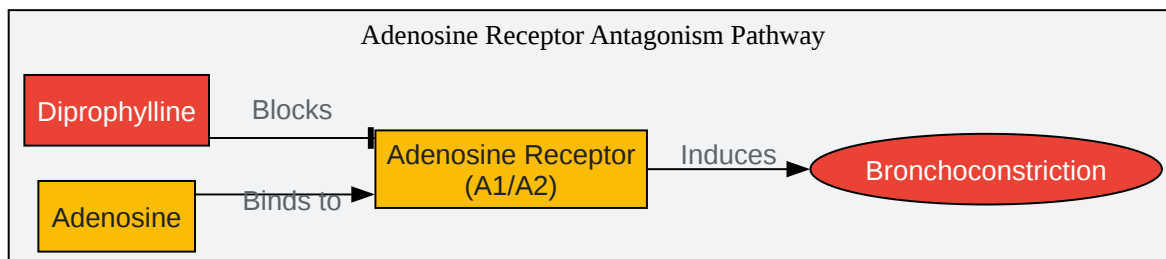 Adenosine Receptor Antagonism Pathway
Diprophylline
Blocks
Adenosine
Binds to
Adenosine Receptor
(A1/A2)
Induces
Bronchoconstriction